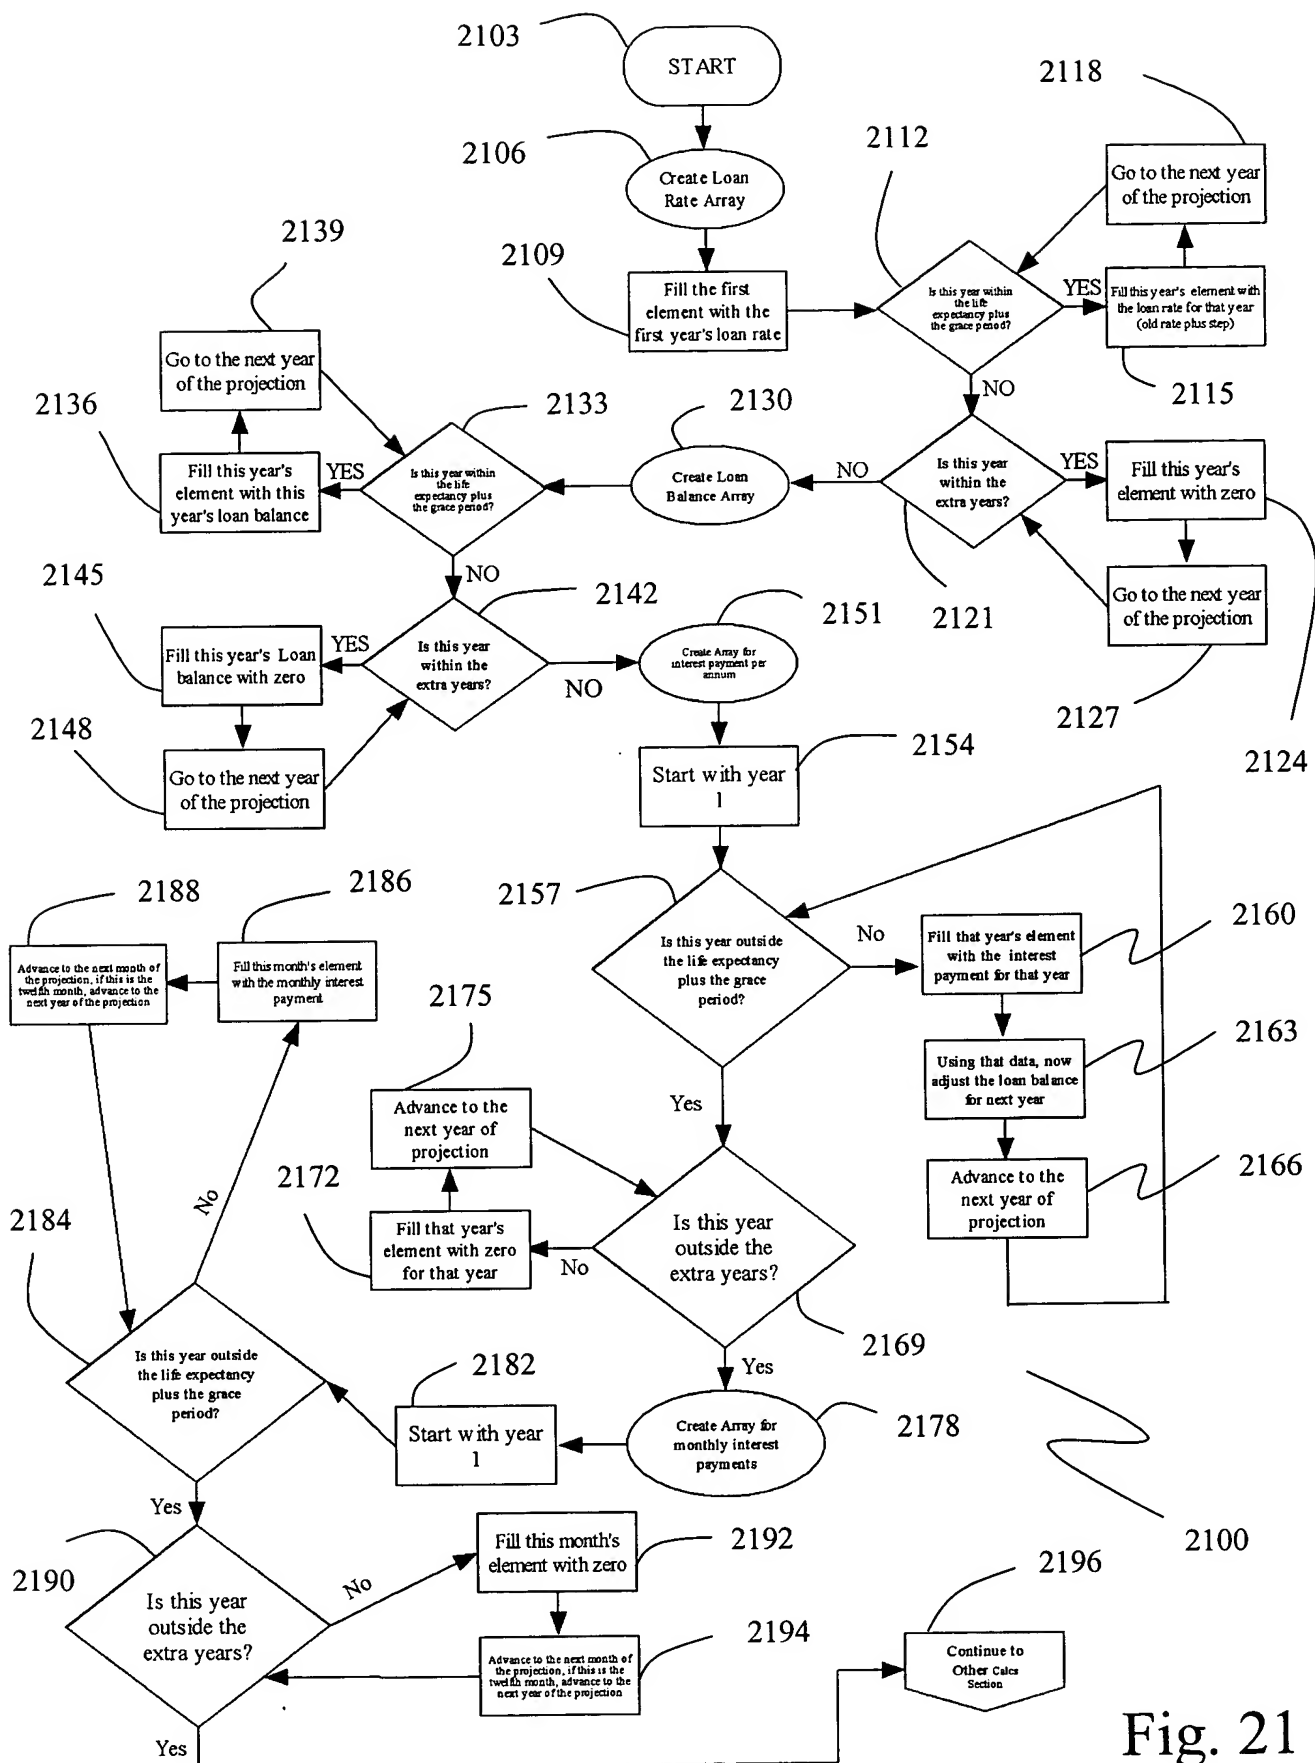 2103
START
2118
2106
2112
Create Loan
Rate Array
Go to the next year
of the projection
2139
2109
Fill the first
element with the
first year's loan rate
Is this year within
the life
expectancy plus
the grace period?
YES
Fill this year's element with
the loan rate for that year
(old rate plus step)
Go to the next year
of the projection
NO
2115
2136
2133
2130
Fill this year's
element with this
year's loan balance
YES
Is this year within
the life
expectancy plus
the grace period?
Create Loan
Balance Array
NO
Is this year
within the
extra years?
YES
Fill this year's
element with zero
NO
2145
2142
2151
2121
Go to the next year
of the projection
Fill this year's Loan
balance with zero
YES
Is this year
within the
extra years?
NO
Create Array for
interest payment per
annum
2127
2148
2154
2124
Go to the next year
of the projection
Start with year
1
2188
2186
2157
2160
Advance to the next month of
the projection, if this is the
twelfth month, advance to the
next year of the projection
Fill this month's element
with the monthly interest
payment
Is this year outside
the life expectancy
plus the grace
period?
No
Fill that year's element
with the interest
payment for that year
2175
2163
Using that data, now
adjust the loan balance
for next year
Advance to the
next year of
projection
Yes
2166
Advance to the
next year of
projection
2172
No
2184
Fill that year's
element with zero
for that year
No
Is this year
outside the
extra years?
2169
Is this year outside
the life expectancy
plus the grace
period?
2182
Yes
Start with year
1
Create Array for
monthly interest
payments
2178
Yes
2100
Fill this month's
element with zero
2192
2196
2190
No
Is this year
outside the
extra years?
2194
Advance to the next month of
the projection, if this is the
twelfth month, advance to the
next year of the projection
Continue to
Other Calcs
Section
Yes
Fig. 21